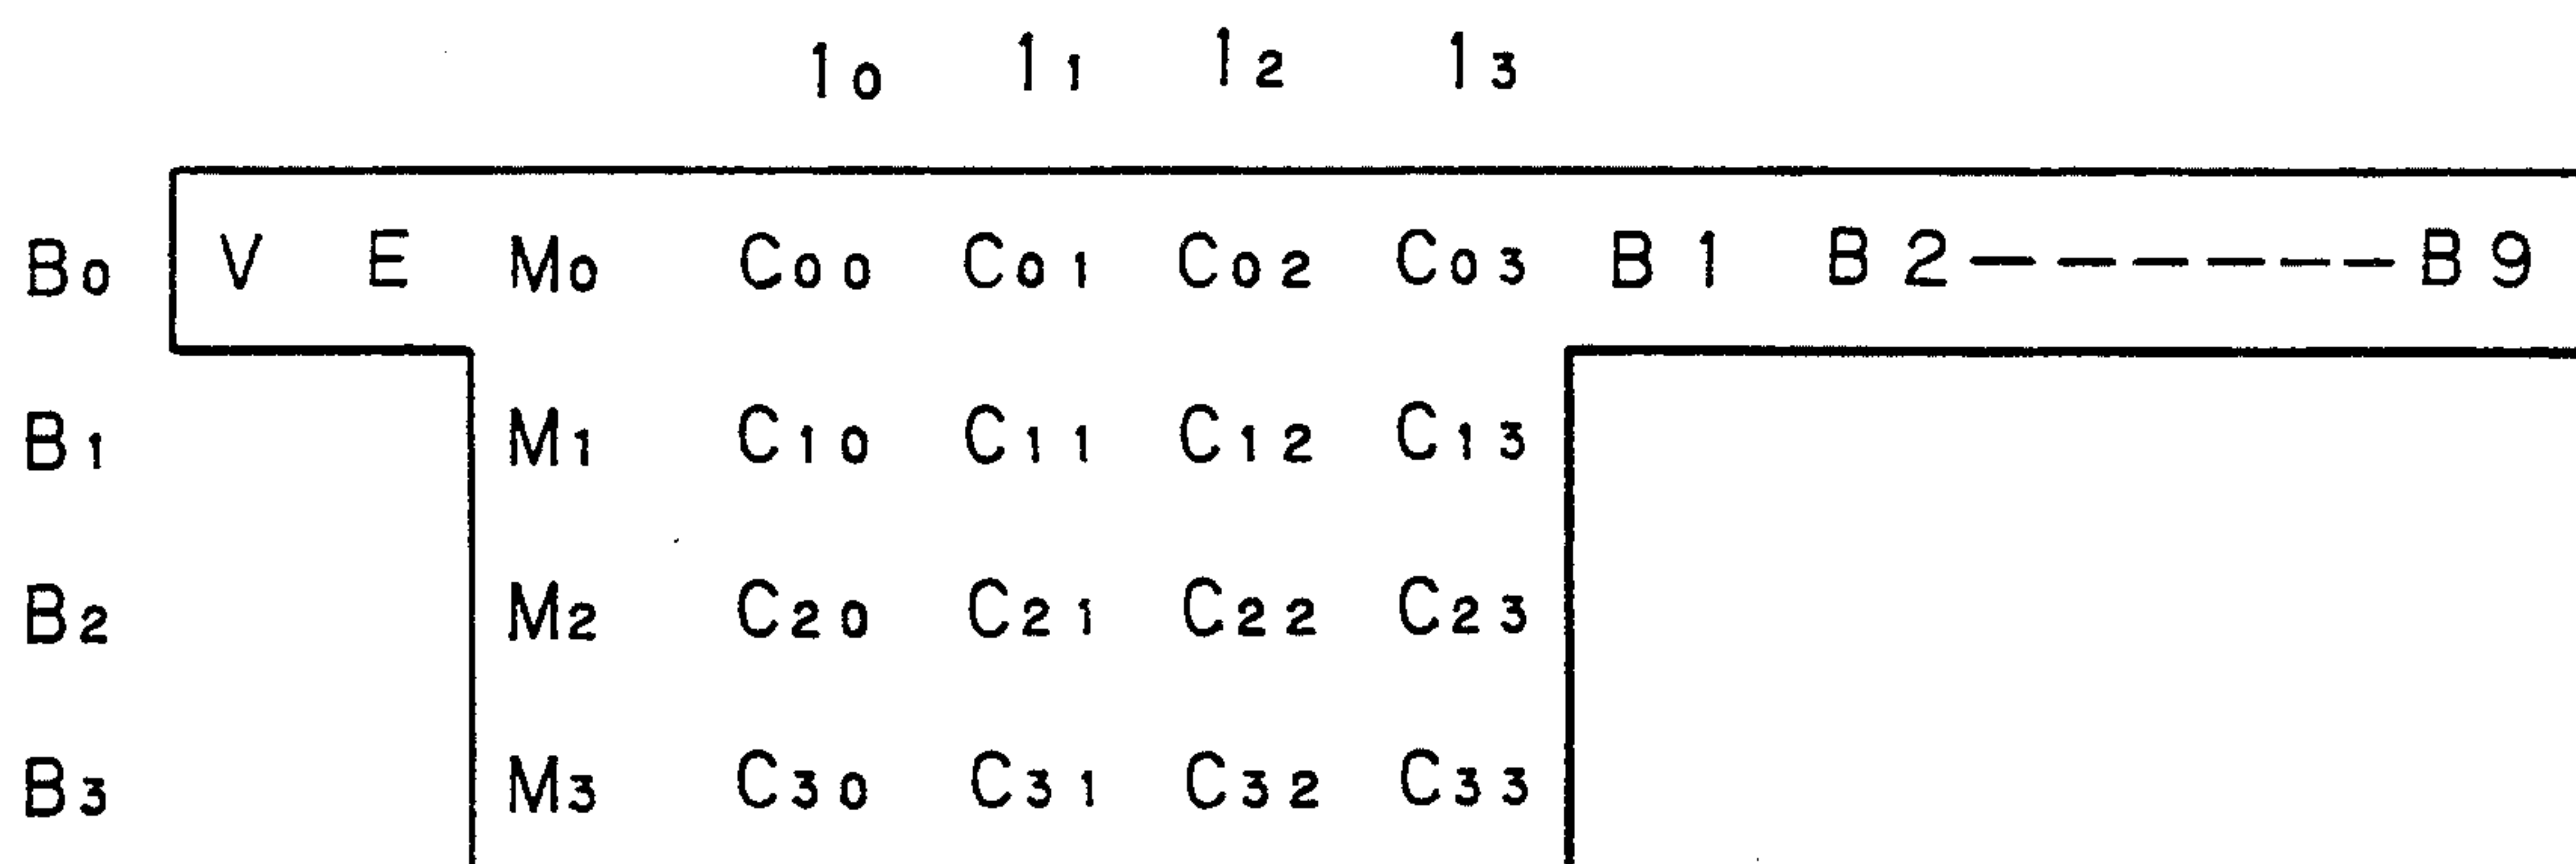 1₀ 1₁ 1₂ 1₃
B₀ V E M₀ C₀₀ C₀₁ C₀₂ C₀₃ B1 B2-------B9
B₁ M₁ C₁₀ C₁₁ C₁₂ C₁₃
B₂ M₂ C₂₀ C₂₁ C₂₂ C₂₃
B₃ M₃ C₃₀ C₃₁ C₃₂ C₃₃